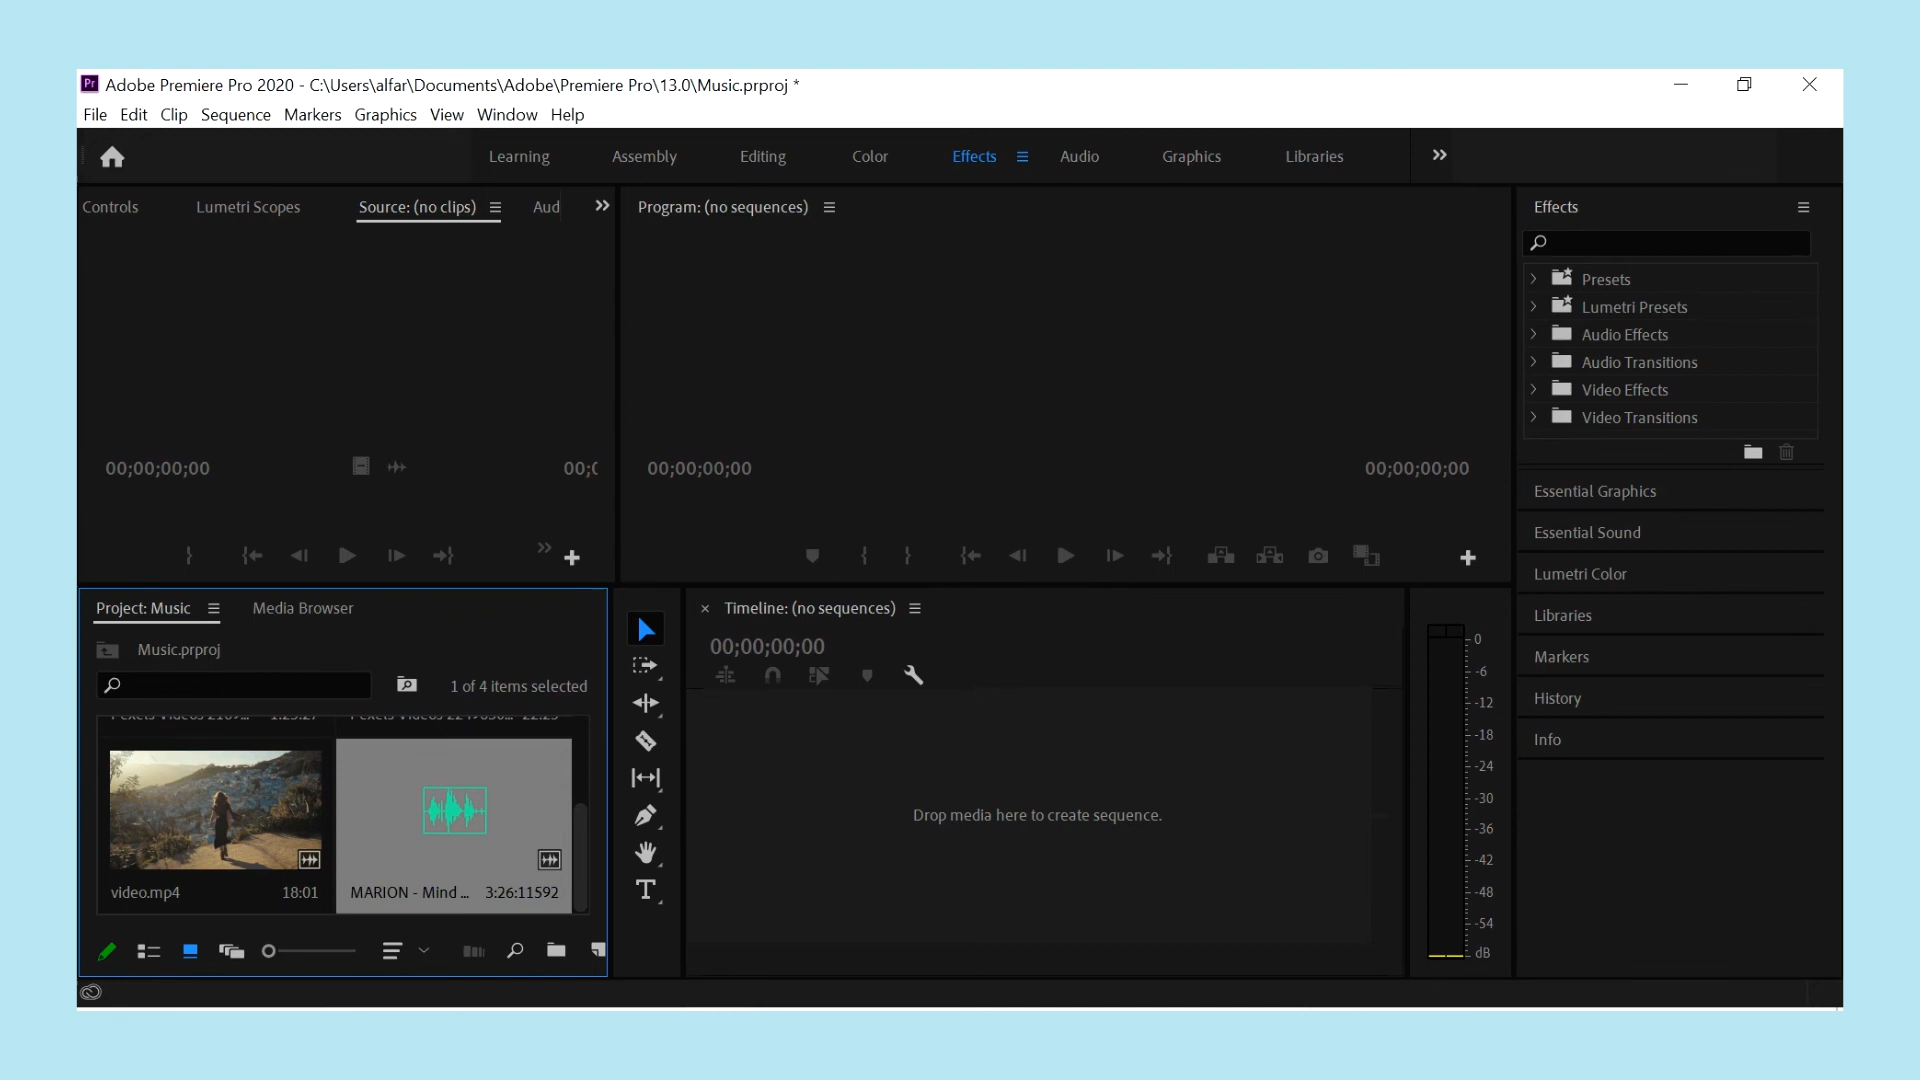 Pr Adobe Premiere Pro 2020 - C:\Users\alfar\Documents\Adobe\Premiere Pro\13.0\Music.prproj *
File Edit Clip Sequence Markers Graphics View Window Help
Learning Assembly Editing Color Effects Audio Graphics Libraries
Controls Lumetri Scopes Source: (no clips) Aud
00;00;00;00 00;0
Program: (no sequences)
00;00;00;00 00;00;00;00
Effects
Presets
Lumetri Presets
Audio Effects
Audio Transitions
Video Effects
Video Transitions
Essential Graphics
Essential Sound
Lumetri Color
Libraries
Markers
History
Info
Project: Music Media Browser
Music.prproj
1 of 4 items selected
video.mp4 18:01 MARION - Mind ... 3:26:11592
Timeline: (no sequences)
00;00;00;00
Drop media here to create sequence.
0
-6
-12
-18
-24
-30
-36
-42
-48
-54
dB